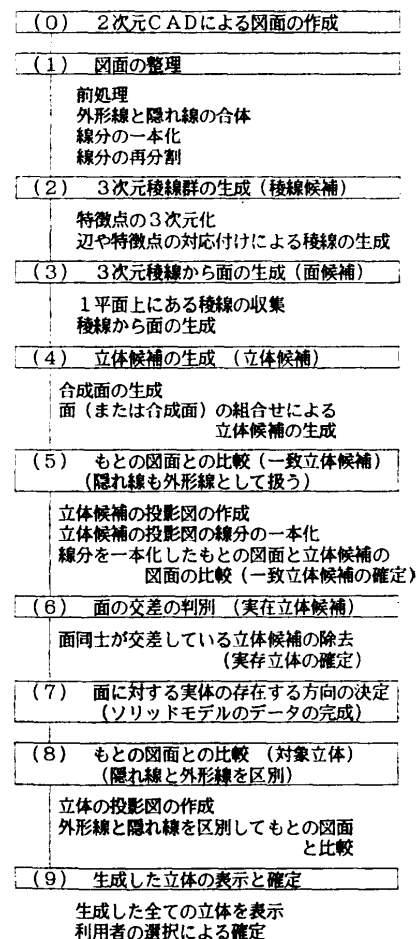 (0) 2次元CADによる図面の作成
(1) 図面の整理
前処理
外形線と隠れ線の合体
線分の一本化
線分の再分割
(2) 3次元稜線群の生成(稜線候補)
特徴点の3次元化
辺や特徴点の対応付けによる稜線の生成
(3) 3次元稜線から面の生成(面候補)
1平面上にある稜線の収集
稜線から面の生成
(4) 立体候補の生成 (立体候補)
合成面の生成
面(または合成面)の組合せによる
立体候補の生成
(5) もとの図面との比較(一致立体候補)
(隠れ線も外形線として扱う)
立体候補の投影図の作成
立体候補の投影図の線分の一本化
線分を一本化したもとの図面と立体候補の
図面の比較(一致立体候補の確定)
(6) 面の交差の判別 (実在立体候補)
面同士が交差している立体候補の除去
(実存立体の確定)
(7) 面に対する実体の存在する方向の決定
(ソリッドモデルのデータの完成)
(8) もとの図面との比較 (対象立体)
(隠れ線と外形線を区別)
立体の投影図の作成
外形線と隠れ線を区別してもとの図面
と比較
(9) 生成した立体の表示と確定
生成した全ての立体を表示
利用者の選択による確定